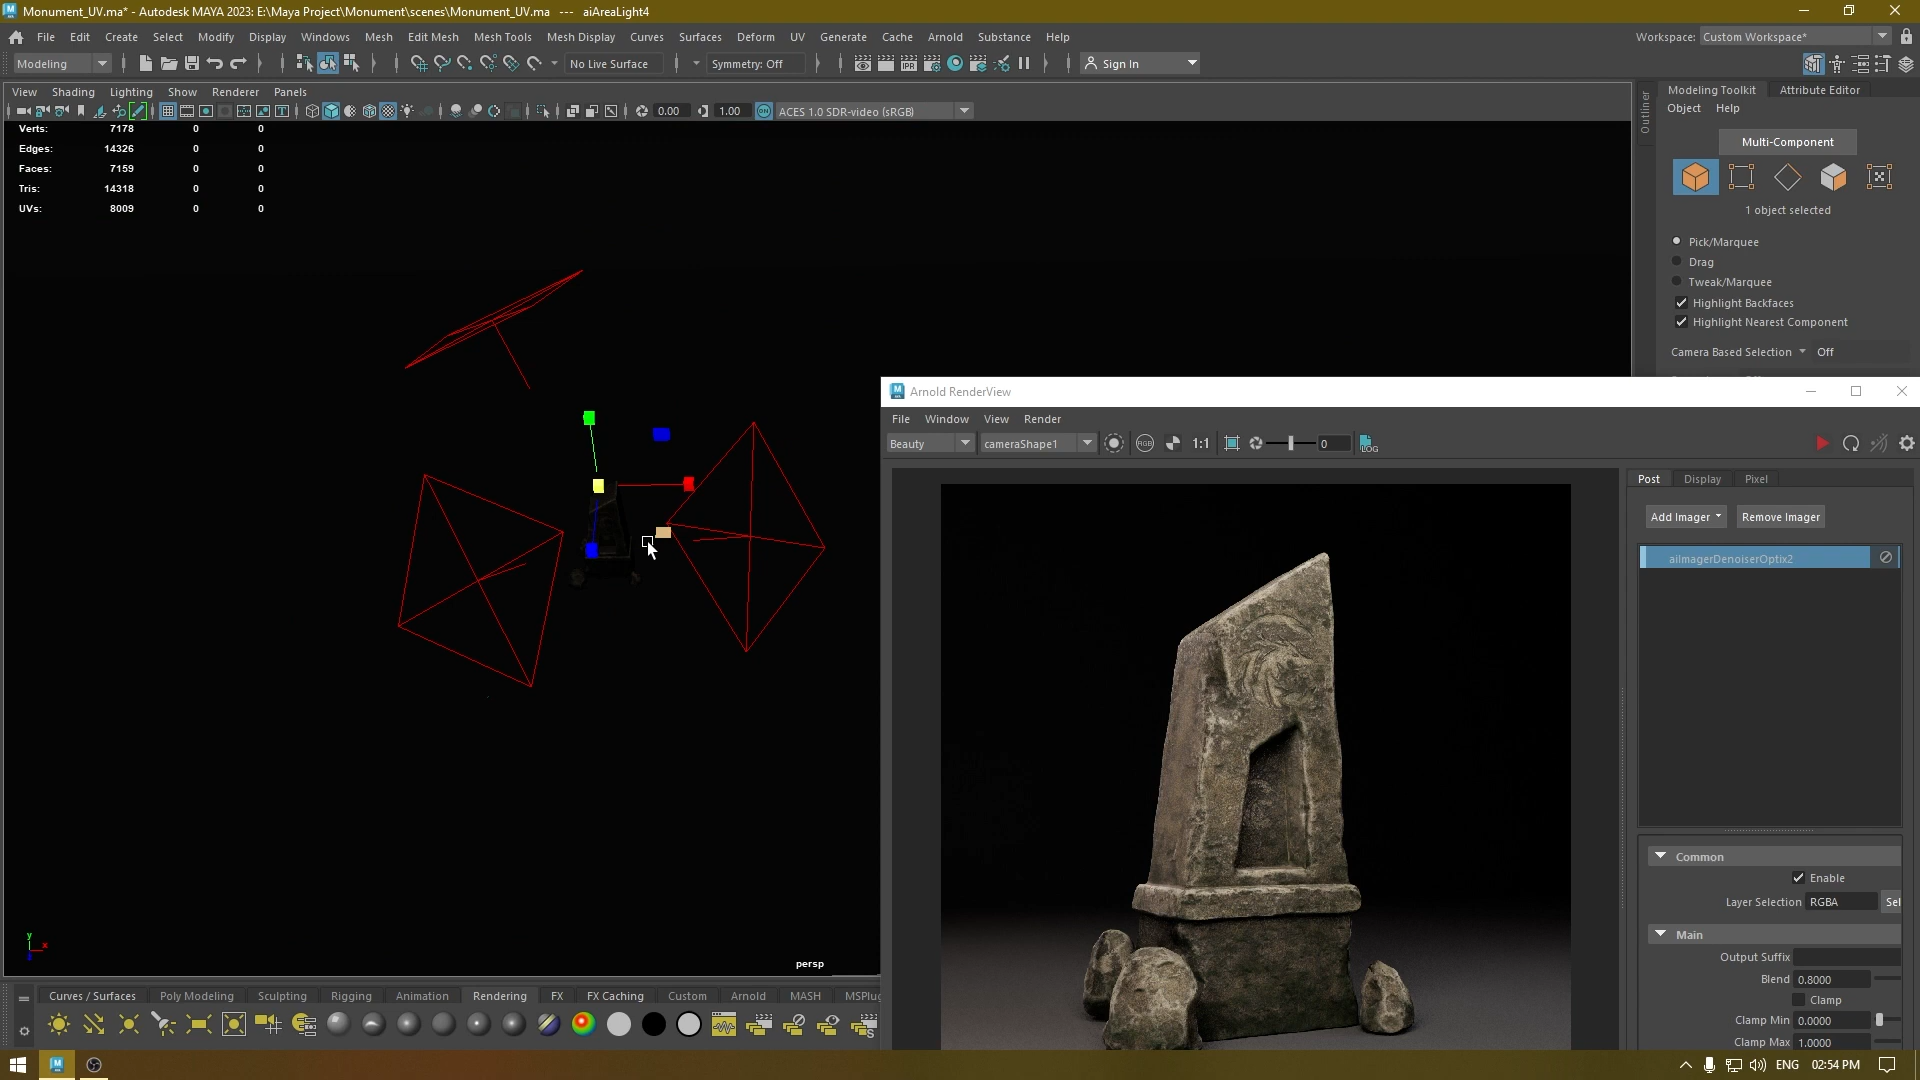 Monument_UV.ma* - Autodesk MAYA 2023: E:\Maya Project\Monument\scenes\Monument_UV.ma   ---   aiAreaLight4
File Edit Create Select Modify Display Windows Mesh Edit Mesh Mesh Tools Mesh Display Curves Surfaces Deform UV Generate Cache Arnold Substance Help
Workspace: Custom Workspace*
Modeling
No Live Surface
Symmetry: Off
IPR
Sign In
View Shading Lighting Show Renderer Panels
0.00
1.00
ON
ACES 1.0 SDR-video (sRGB)
Verts: 7178 0 0
Edges: 14326 0 0
Faces: 7159 0 0
Tris: 14318 0 0
UVs: 8009 0 0
persp
y
x
Outliner
Modeling Toolkit Attribute Editor
Object Help
Multi-Component
1 object selected
Pick/Marquee
Drag
Tweak/Marquee
Highlight Backfaces
Highlight Nearest Component
Camera Based Selection Off
Arnold RenderView
File Window View Render
Beauty
cameraShape1
RGB
1:1
0
LOG
Post Display Pixel
Add Imager
Remove Imager
aiImagerDenoiserOptix2
Common
Enable
Layer Selection RGBA
Sel
Main
Output Suffix
Blend 0.8000
Clamp
Clamp Min 0.0000
Clamp Max 1.0000
Curves / Surfaces Poly Modeling Sculpting Rigging Animation Rendering FX FX Caching Custom Arnold MASH MSPlug
ENG
02:54 PM